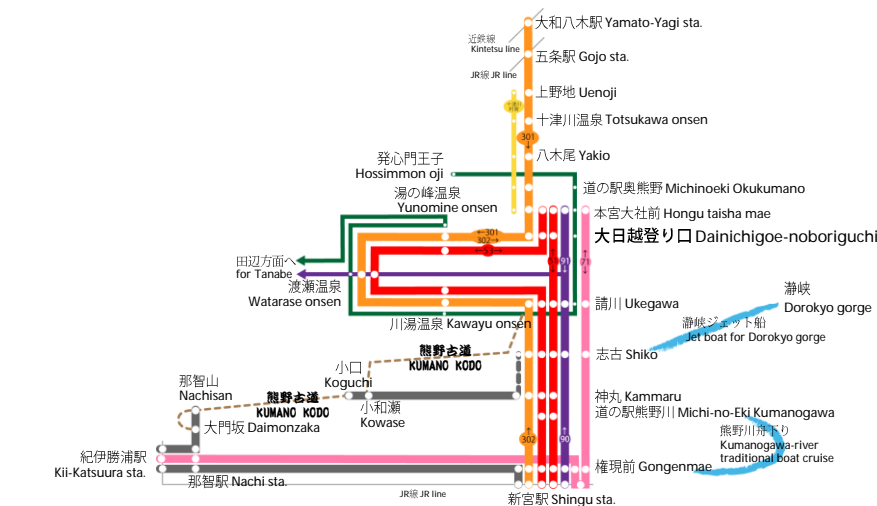 大和八木駅 Yamato-Yagi sta.
近鉄線
Kintetsu line
五条駅 Gojo sta.
JR線 JR line
上野地 Uenoji
十津川温泉 Totsukawa onsen
301
↓
八木尾 Yakio
発心門王子
Hossimmon oji
道の駅奥熊野 Michinoeki Okukumano
湯の峰温泉
Yunomine onsen
本宮大社前 Hongu taisha mae
←301
302→
大日越登り口 Dainichigoe-noboriguchi
田辺方面へ
for Tanabe
91
71
渡瀬温泉
Watarase onsen
請川 Ukegawa
瀞峡
Dorokyo gorge
川湯温泉 Kawayu onsen
瀞峡ジェット船
Jet boat for Dorokyo gorge
熊野古道
KUMANO KODO
志古 Shiko
小口
Koguchi
那智山
Nachisan
熊野古道
KUMANO KODO
小和瀬
Kowase
神丸 Kammaru
道の駅熊野川 Michi-no-Eki Kumanogawa
大門坂 Daimonzaka
熊野川舟下り
Kumanogawa-river
traditional boat cruise
↑
302
↑
90
紀伊勝浦駅
Kii-Katsuura sta.
権現前 Gongenmae
那智駅 Nachi sta.
JR線 JR line
新宮駅 Shingu sta.